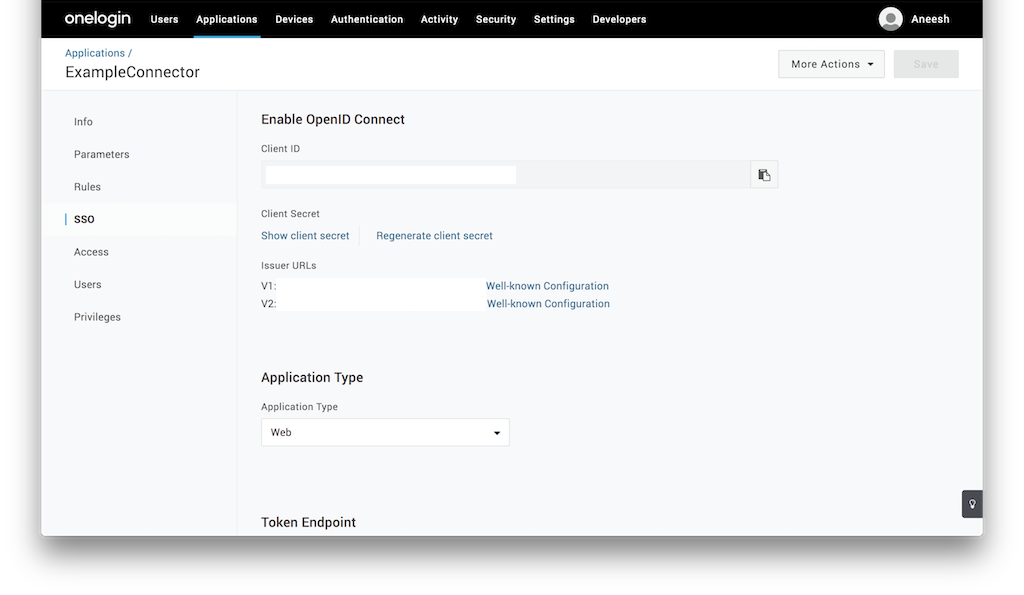 onelogin Users Applications Devices Authentication Activity Security Settings Developers Aneesh
Applications /
ExampleConnector
More Actions
Save
Info
Parameters
Rules
SSO
Access
Users
Privileges
Enable OpenID Connect
Client ID
Client Secret
Show client secret Regenerate client secret
Issuer URLs
V1: Well-known Configuration
V2: Well-known Configuration
Application Type
Application Type
Web
Token Endpoint